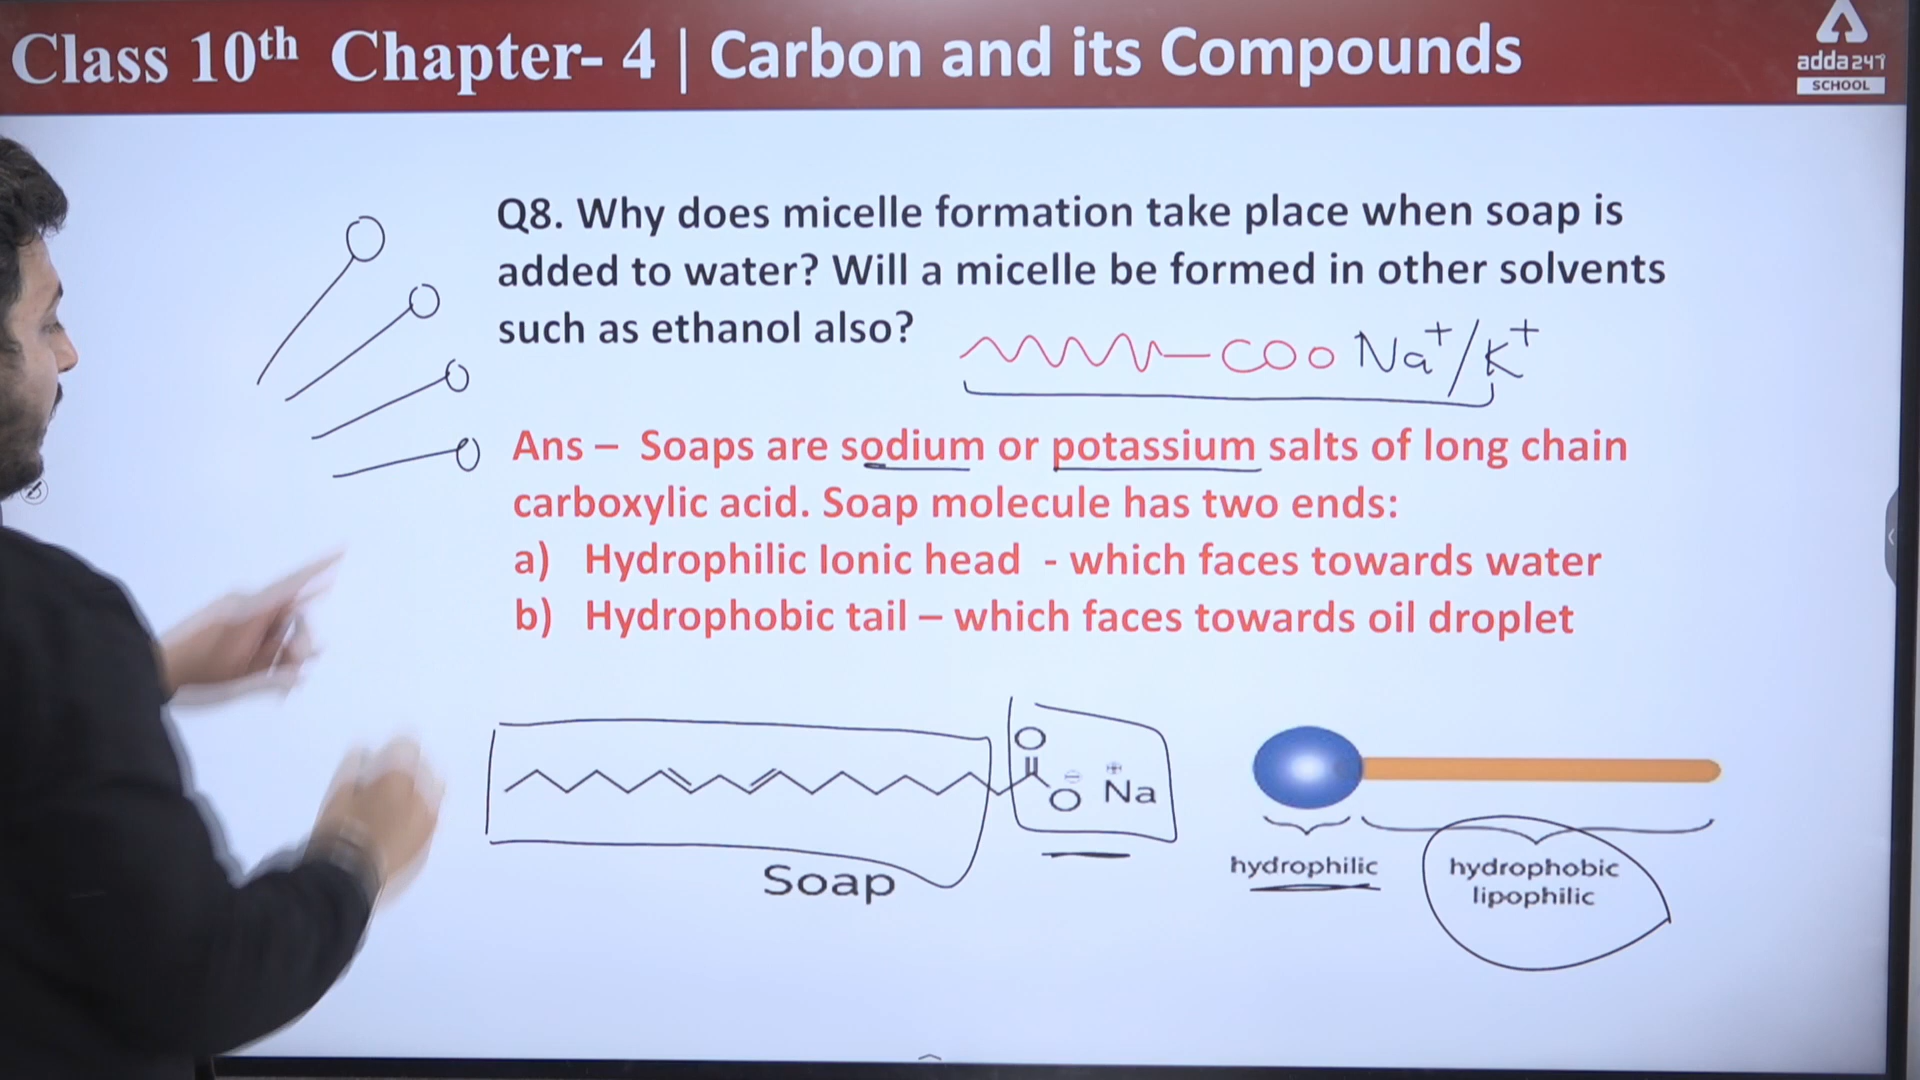 Class 10th Chapter- 4 | Carbon and its Compounds
adda247
SCHOOL
Q8. Why does micelle formation take place when soap is
added to water? Will a micelle be formed in other solvents
such as ethanol also?
COO Na+/K+
Ans – Soaps are sodium or potassium salts of long chain
carboxylic acid. Soap molecule has two ends:
a) Hydrophilic Ionic head - which faces towards water
b) Hydrophobic tail – which faces towards oil droplet
O
O⊖ Na⊕
Soap
hydrophilic
hydrophobic
lipophilic